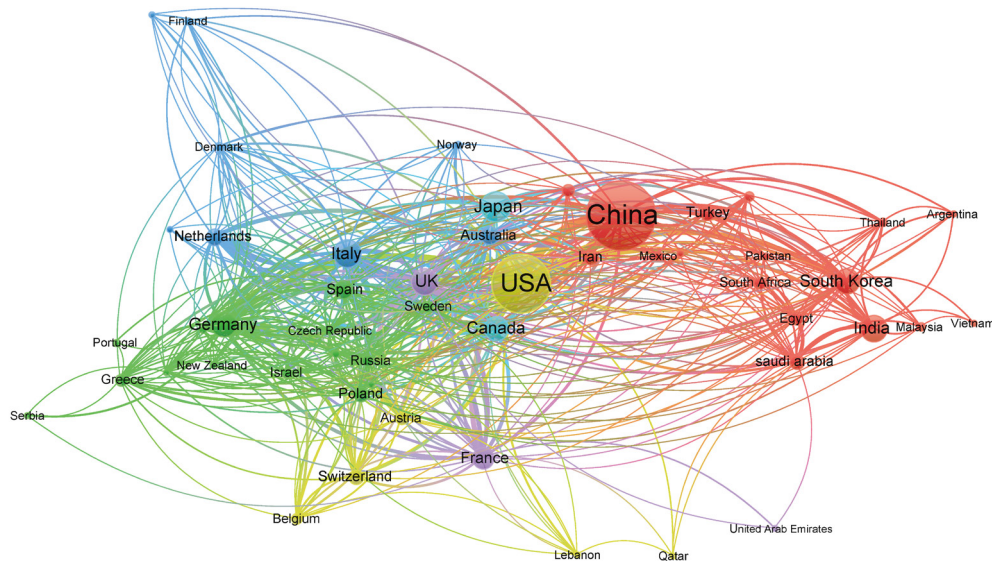 Finland
Denmark
Norway
Japan
China
Turkey
Thailand
Argentina
Netherlands
Australia
Italy
Iran
Mexico
Pakistan
UK
USA
South Africa
South Korea
Spain
Sweden
Egypt
Germany
Czech Republic
Canada
India
Malaysia
Vietnam
Portugal
New Zealand
Israel
Russia
saudi arabia
Greece
Poland
Serbia
Austria
France
Switzerland
Belgium
United Arab Emirates
Lebanon
Qatar